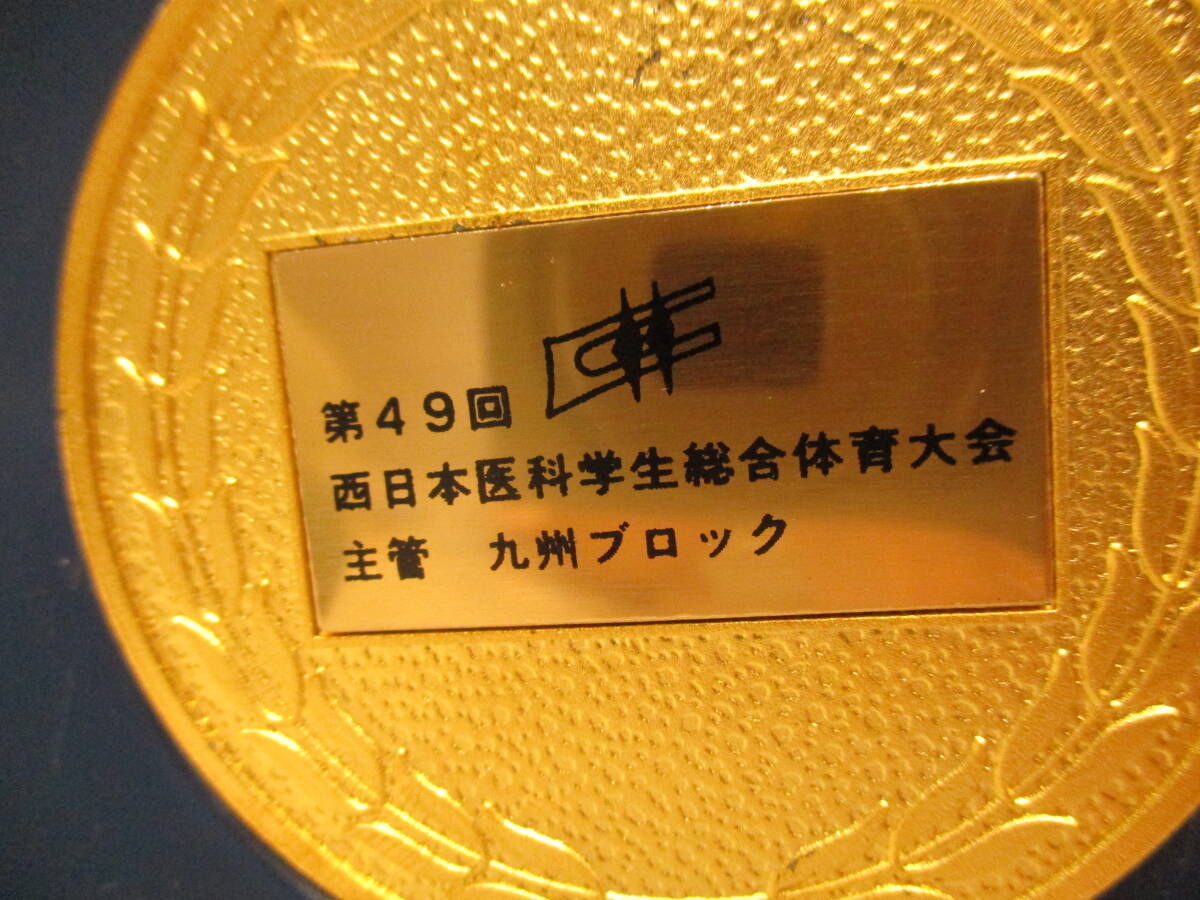 第49回
西日本医科学生総合体育大会
主管　九州ブロック